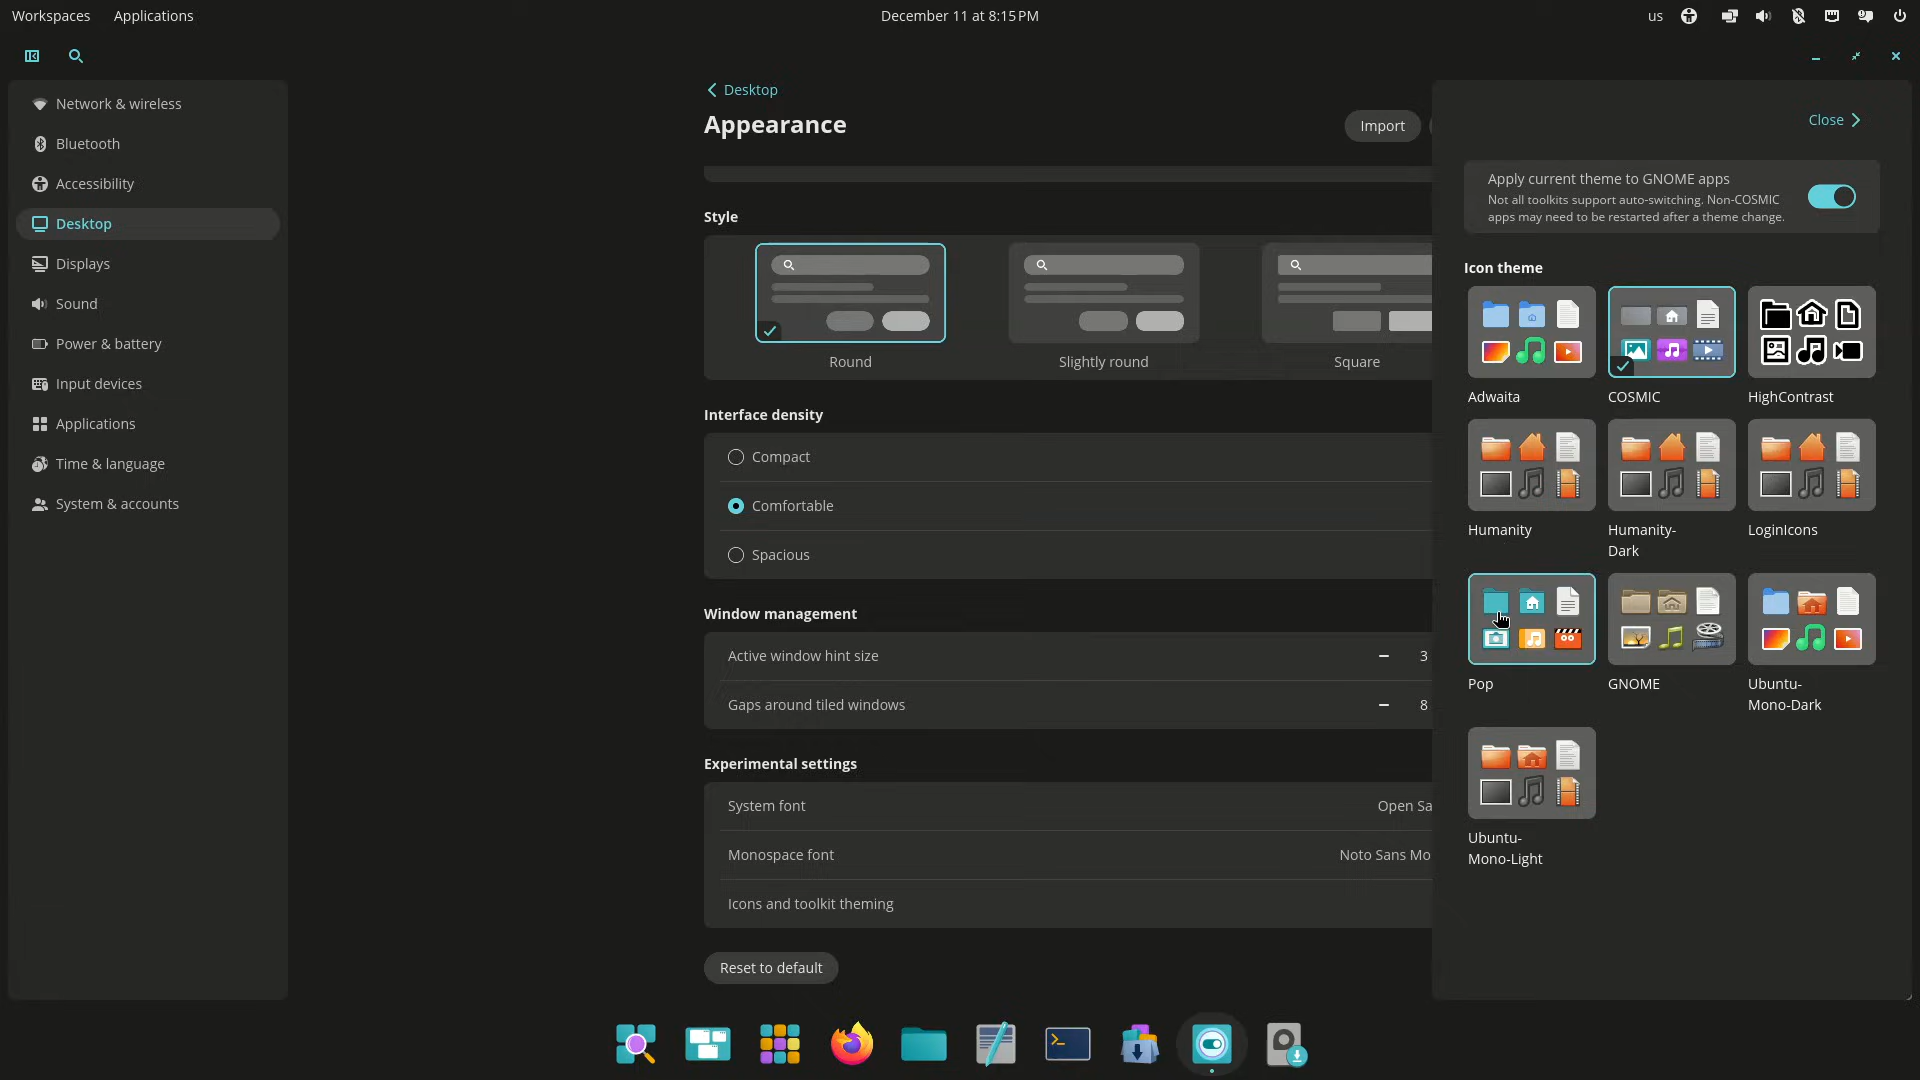 Workspaces Applications December 11 at 8:15 PM us
Network & wireless
Bluetooth
Accessibility
Desktop
Displays
Sound
Power & battery
Input devices
Applications
Time & language
System & accounts
Desktop
Appearance
Import
Style
Round Slightly round Square
Interface density
Compact
Comfortable
Spacious
Window management
Active window hint size 3
Gaps around tiled windows 8
Experimental settings
System font Open Sa
Monospace font Noto Sans Mo
Icons and toolkit theming
Reset to default
Close
Apply current theme to GNOME apps
Not all toolkits support auto-switching. Non-COSMIC
apps may need to be restarted after a theme change.
Icon theme
Adwaita COSMIC HighContrast
Humanity Humanity-
Dark LoginIcons
Pop GNOME Ubuntu-
Mono-Dark
Ubuntu-
Mono-Light